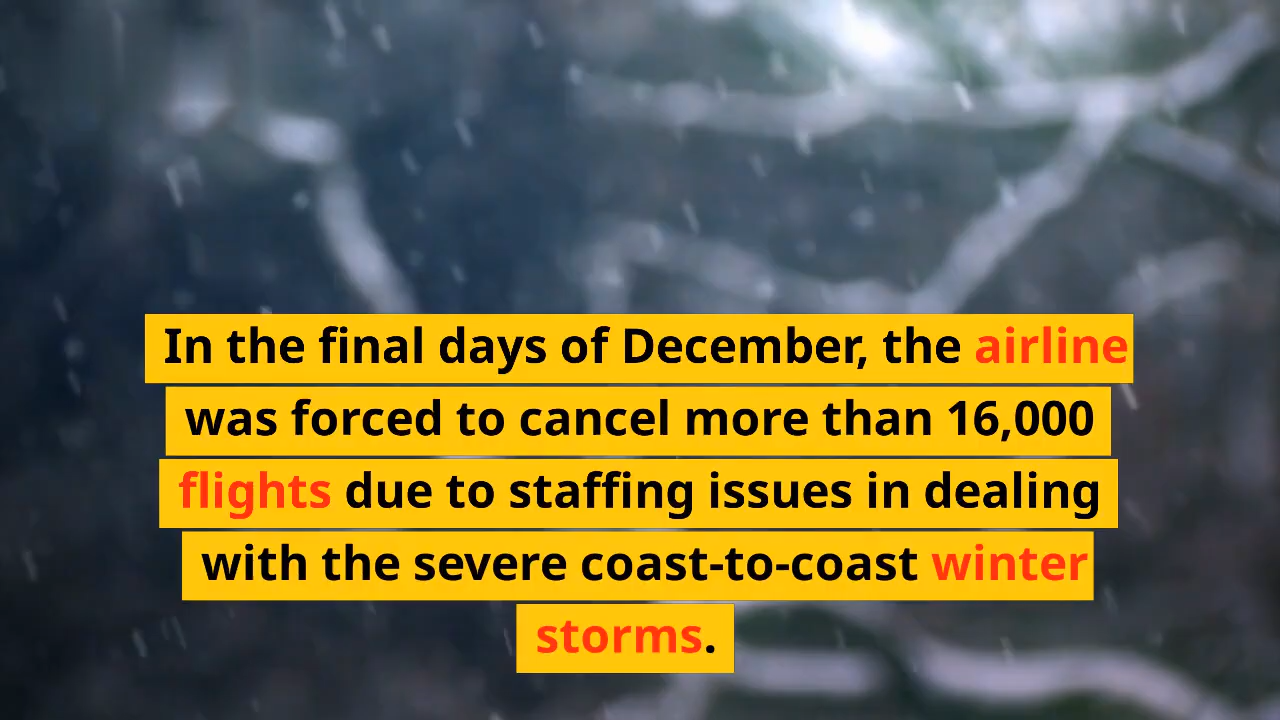 In the final days of December, the airline
was forced to cancel more than 16,000
flights due to staffing issues in dealing
with the severe coast-to-coast winter
storms.